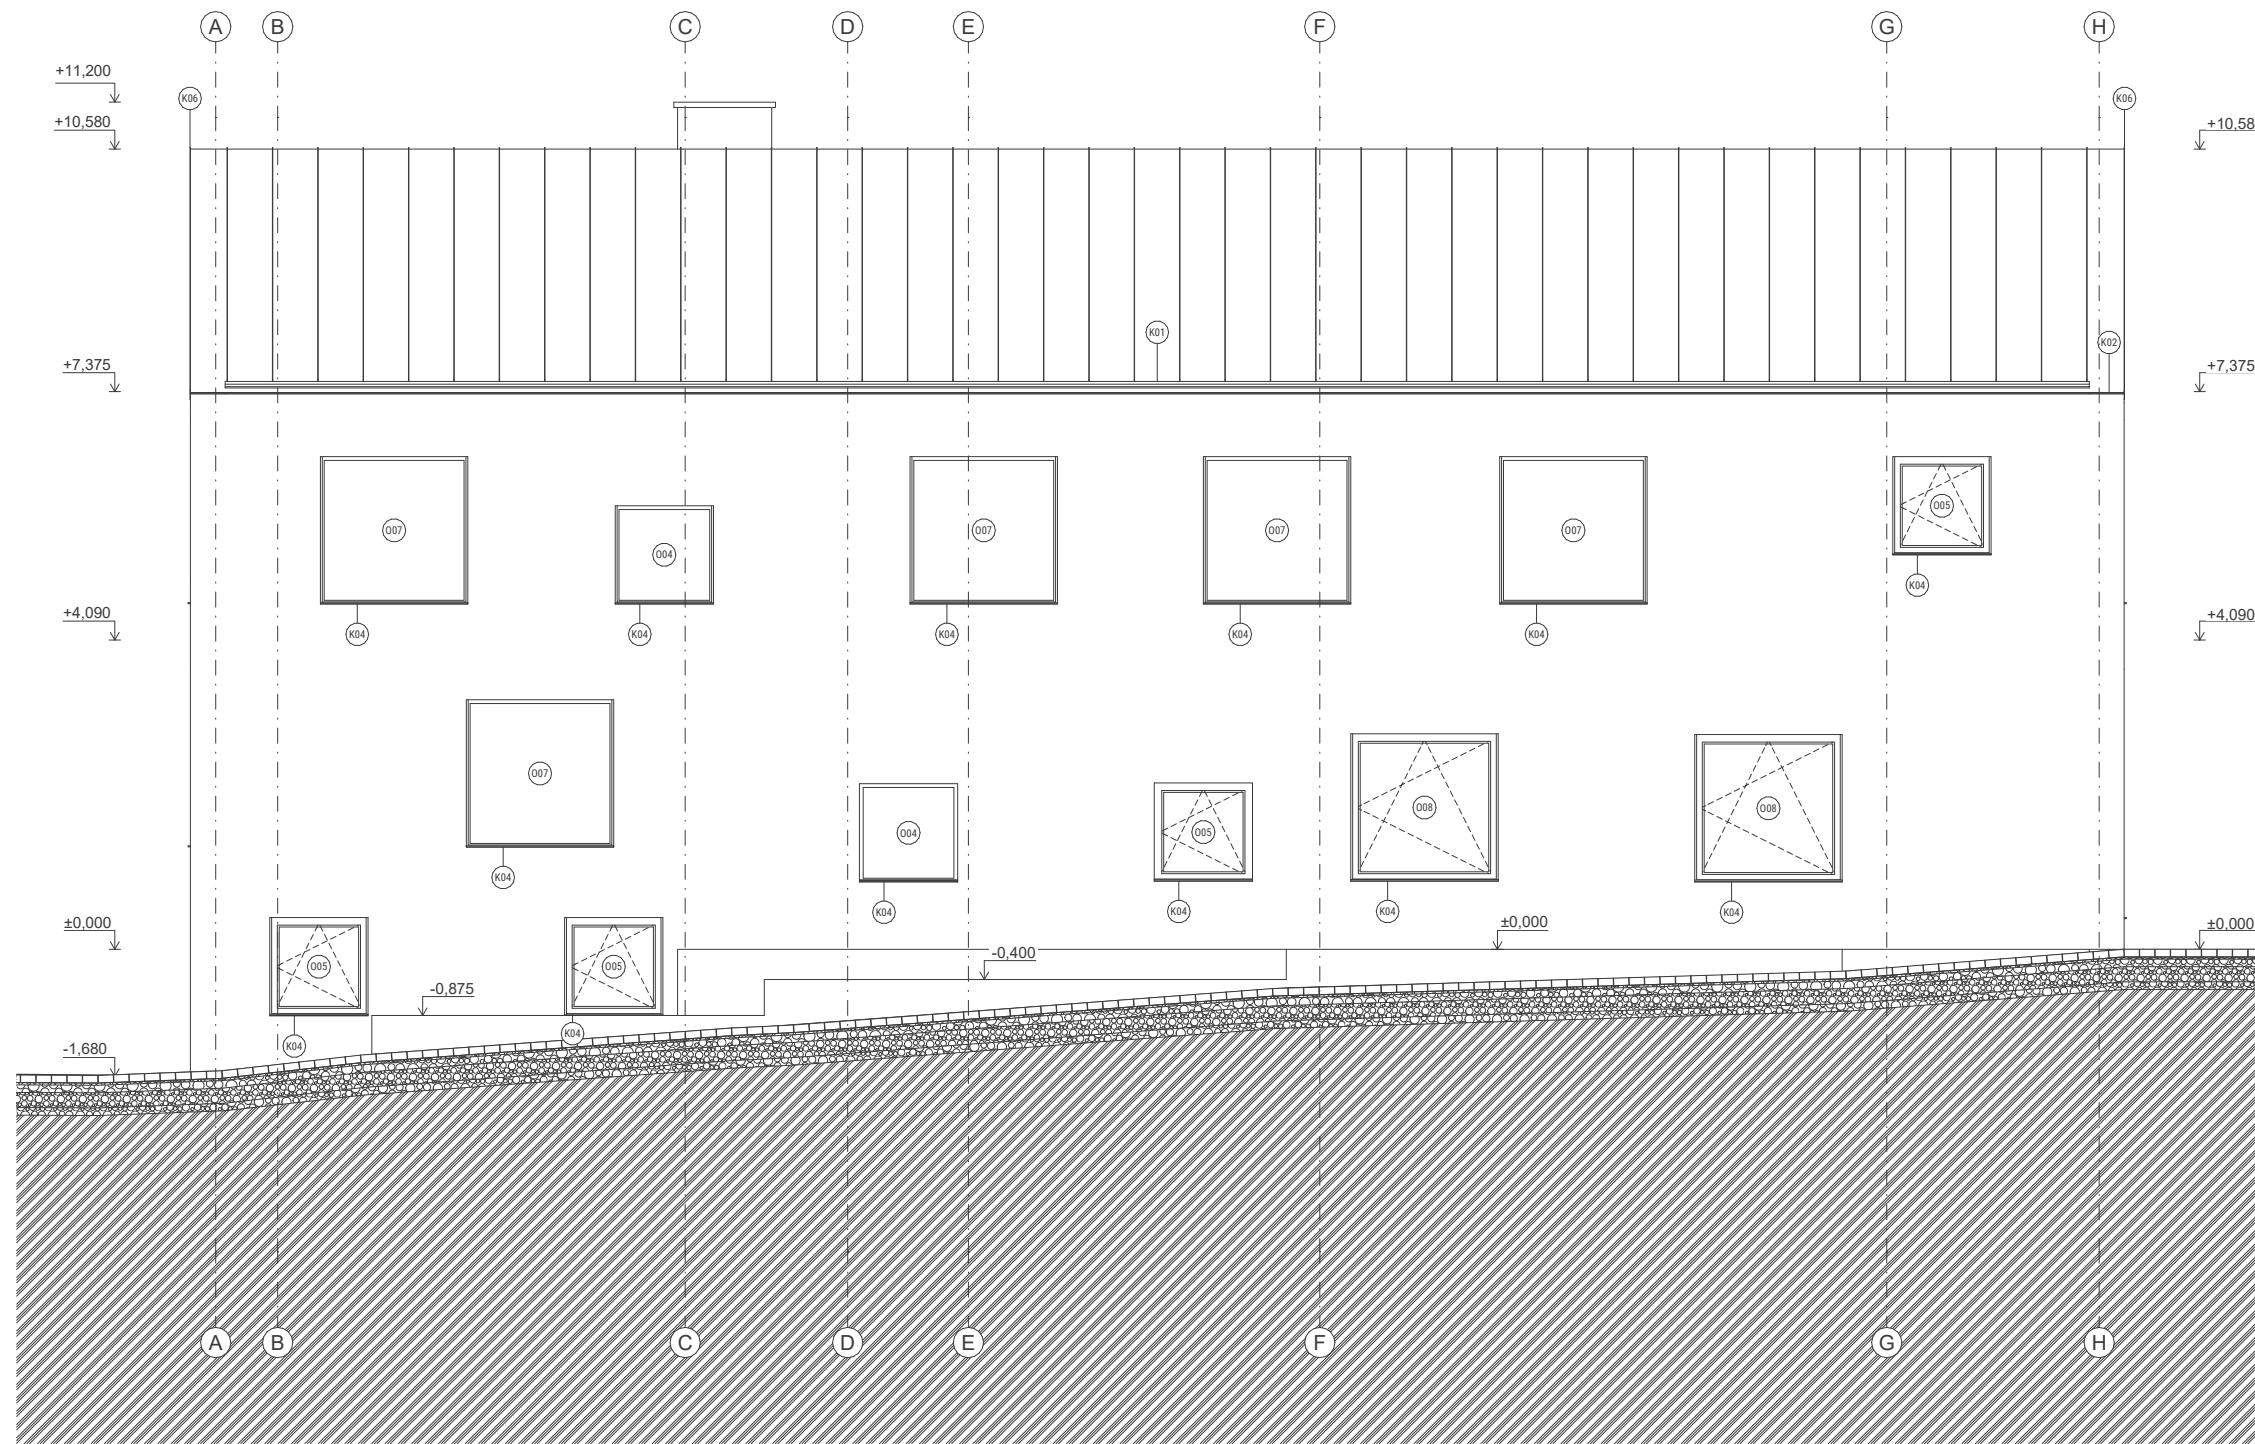 A B C D E F G H
+11,200
K06 K06
+10,580 +10,58
K01
K02
+7,375 +7,375
O07 O04 O07 O07 O07 O05
K04
+4,090 +4,090
K04 K04 K04 K04 K04
O07 O04 O05 O08 O08
K04
K04 K04 K04 K04
±0,000 ±0,000 ±0,000
-0,400
O05 O05
-0,875
K04 K04
-1,680
A B C D E F G H